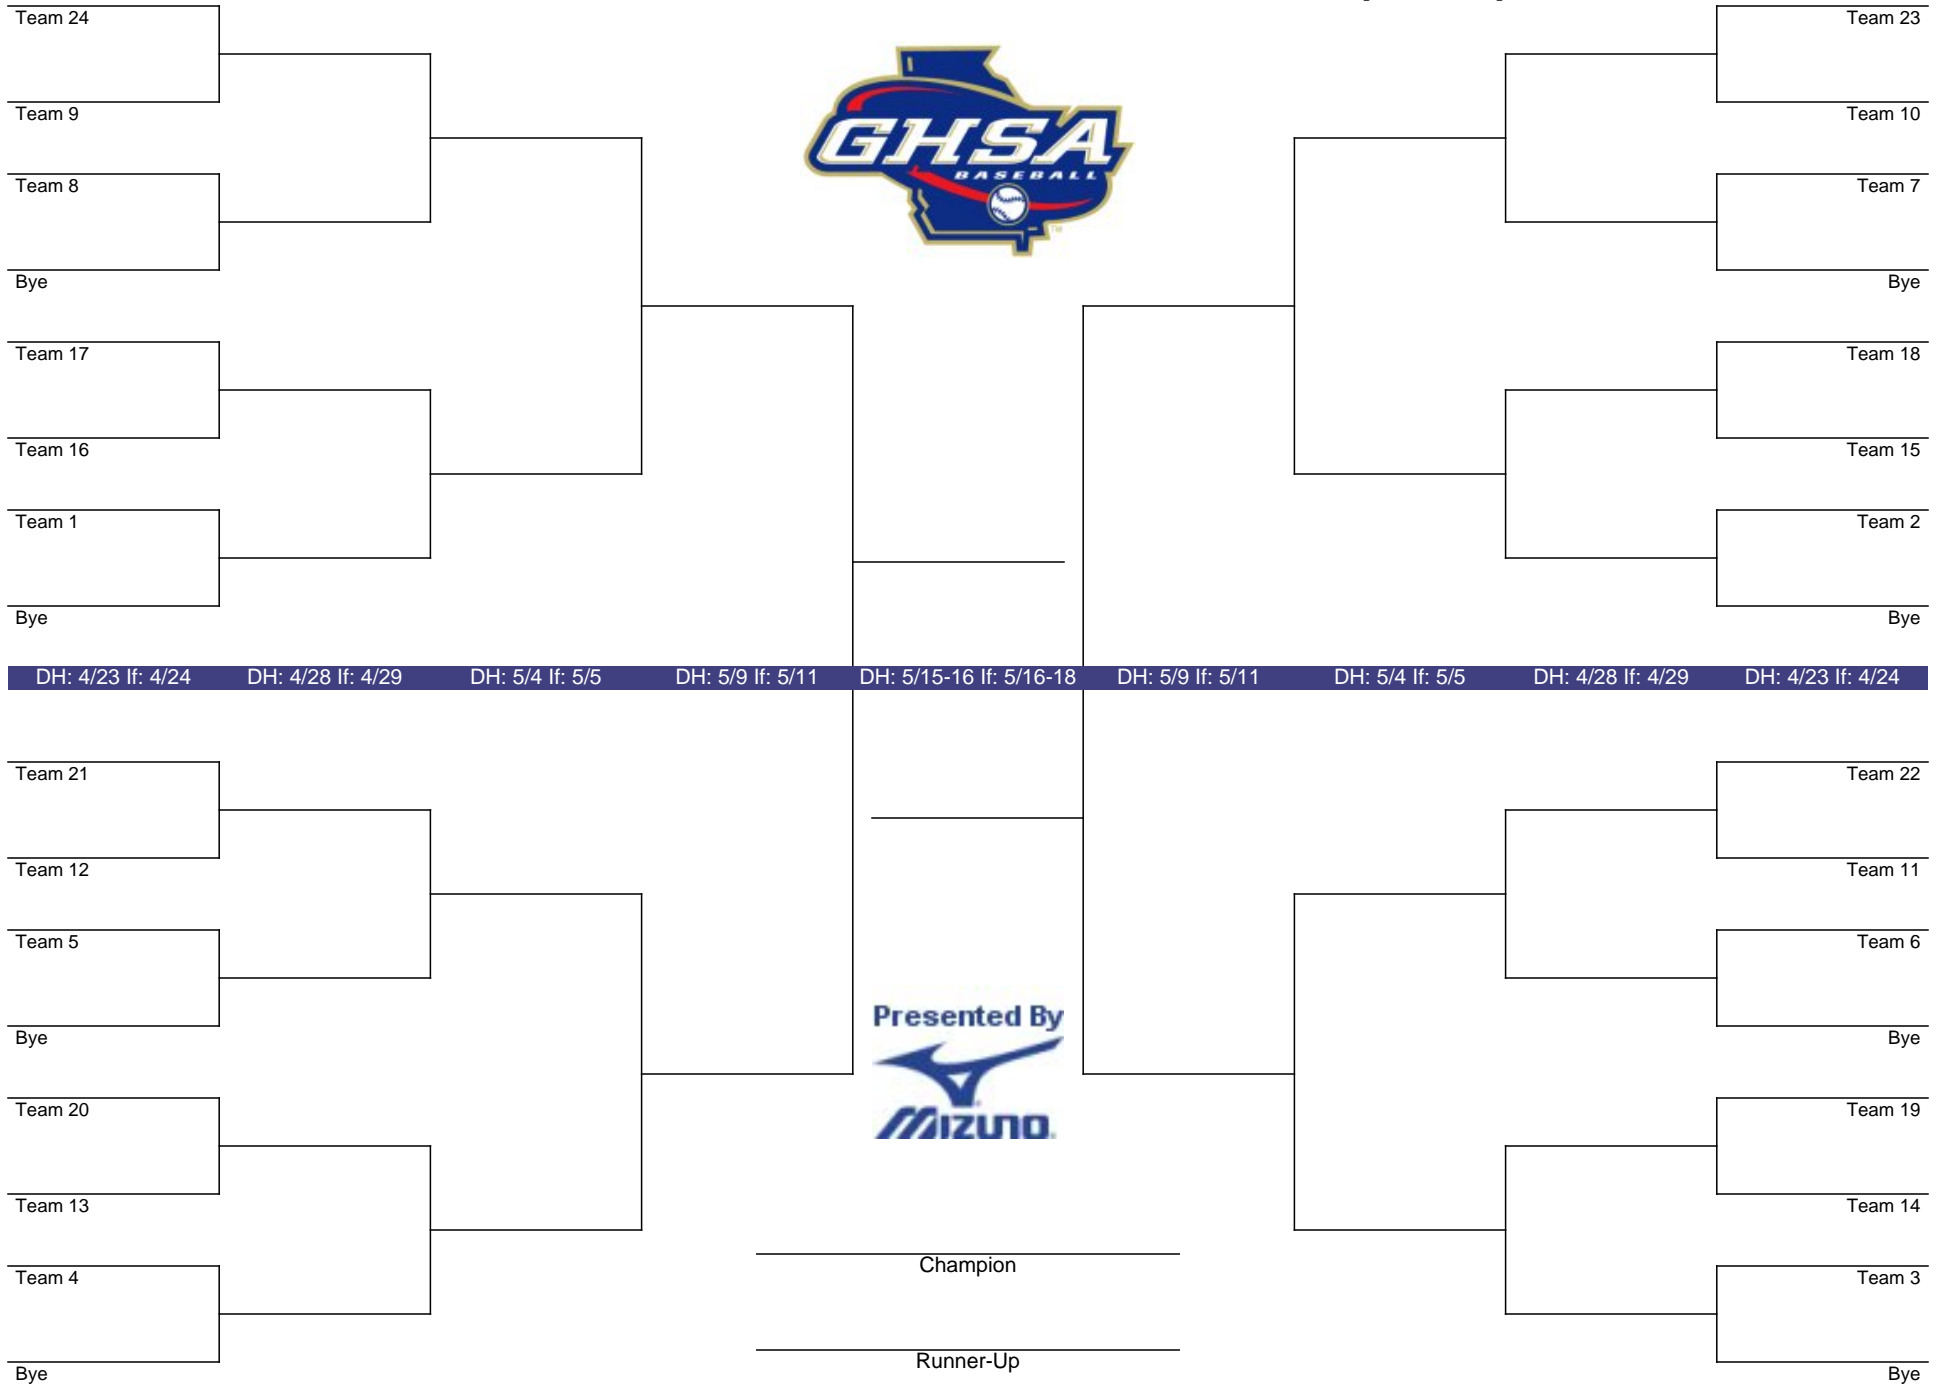 Team 24
Team 9
Team 8
Bye
Team 17
Team 16
Team 1
Bye
GHSA
BASEBALL
TM
Team 23
Team 10
Team 7
Bye
Team 18
Team 15
Team 2
Bye
DH: 4/23 If: 4/24 DH: 4/28 If: 4/29 DH: 5/4 If: 5/5 DH: 5/9 If: 5/11 DH: 5/15-16 If: 5/16-18 DH: 5/9 If: 5/11 DH: 5/4 If: 5/5 DH: 4/28 If: 4/29 DH: 4/23 If: 4/24
Team 21
Team 12
Team 5
Bye
Team 20
Team 13
Team 4
Bye
Presented By
MIZUNO
Champion
Runner-Up
Team 22
Team 11
Team 6
Bye
Team 19
Team 14
Team 3
Bye